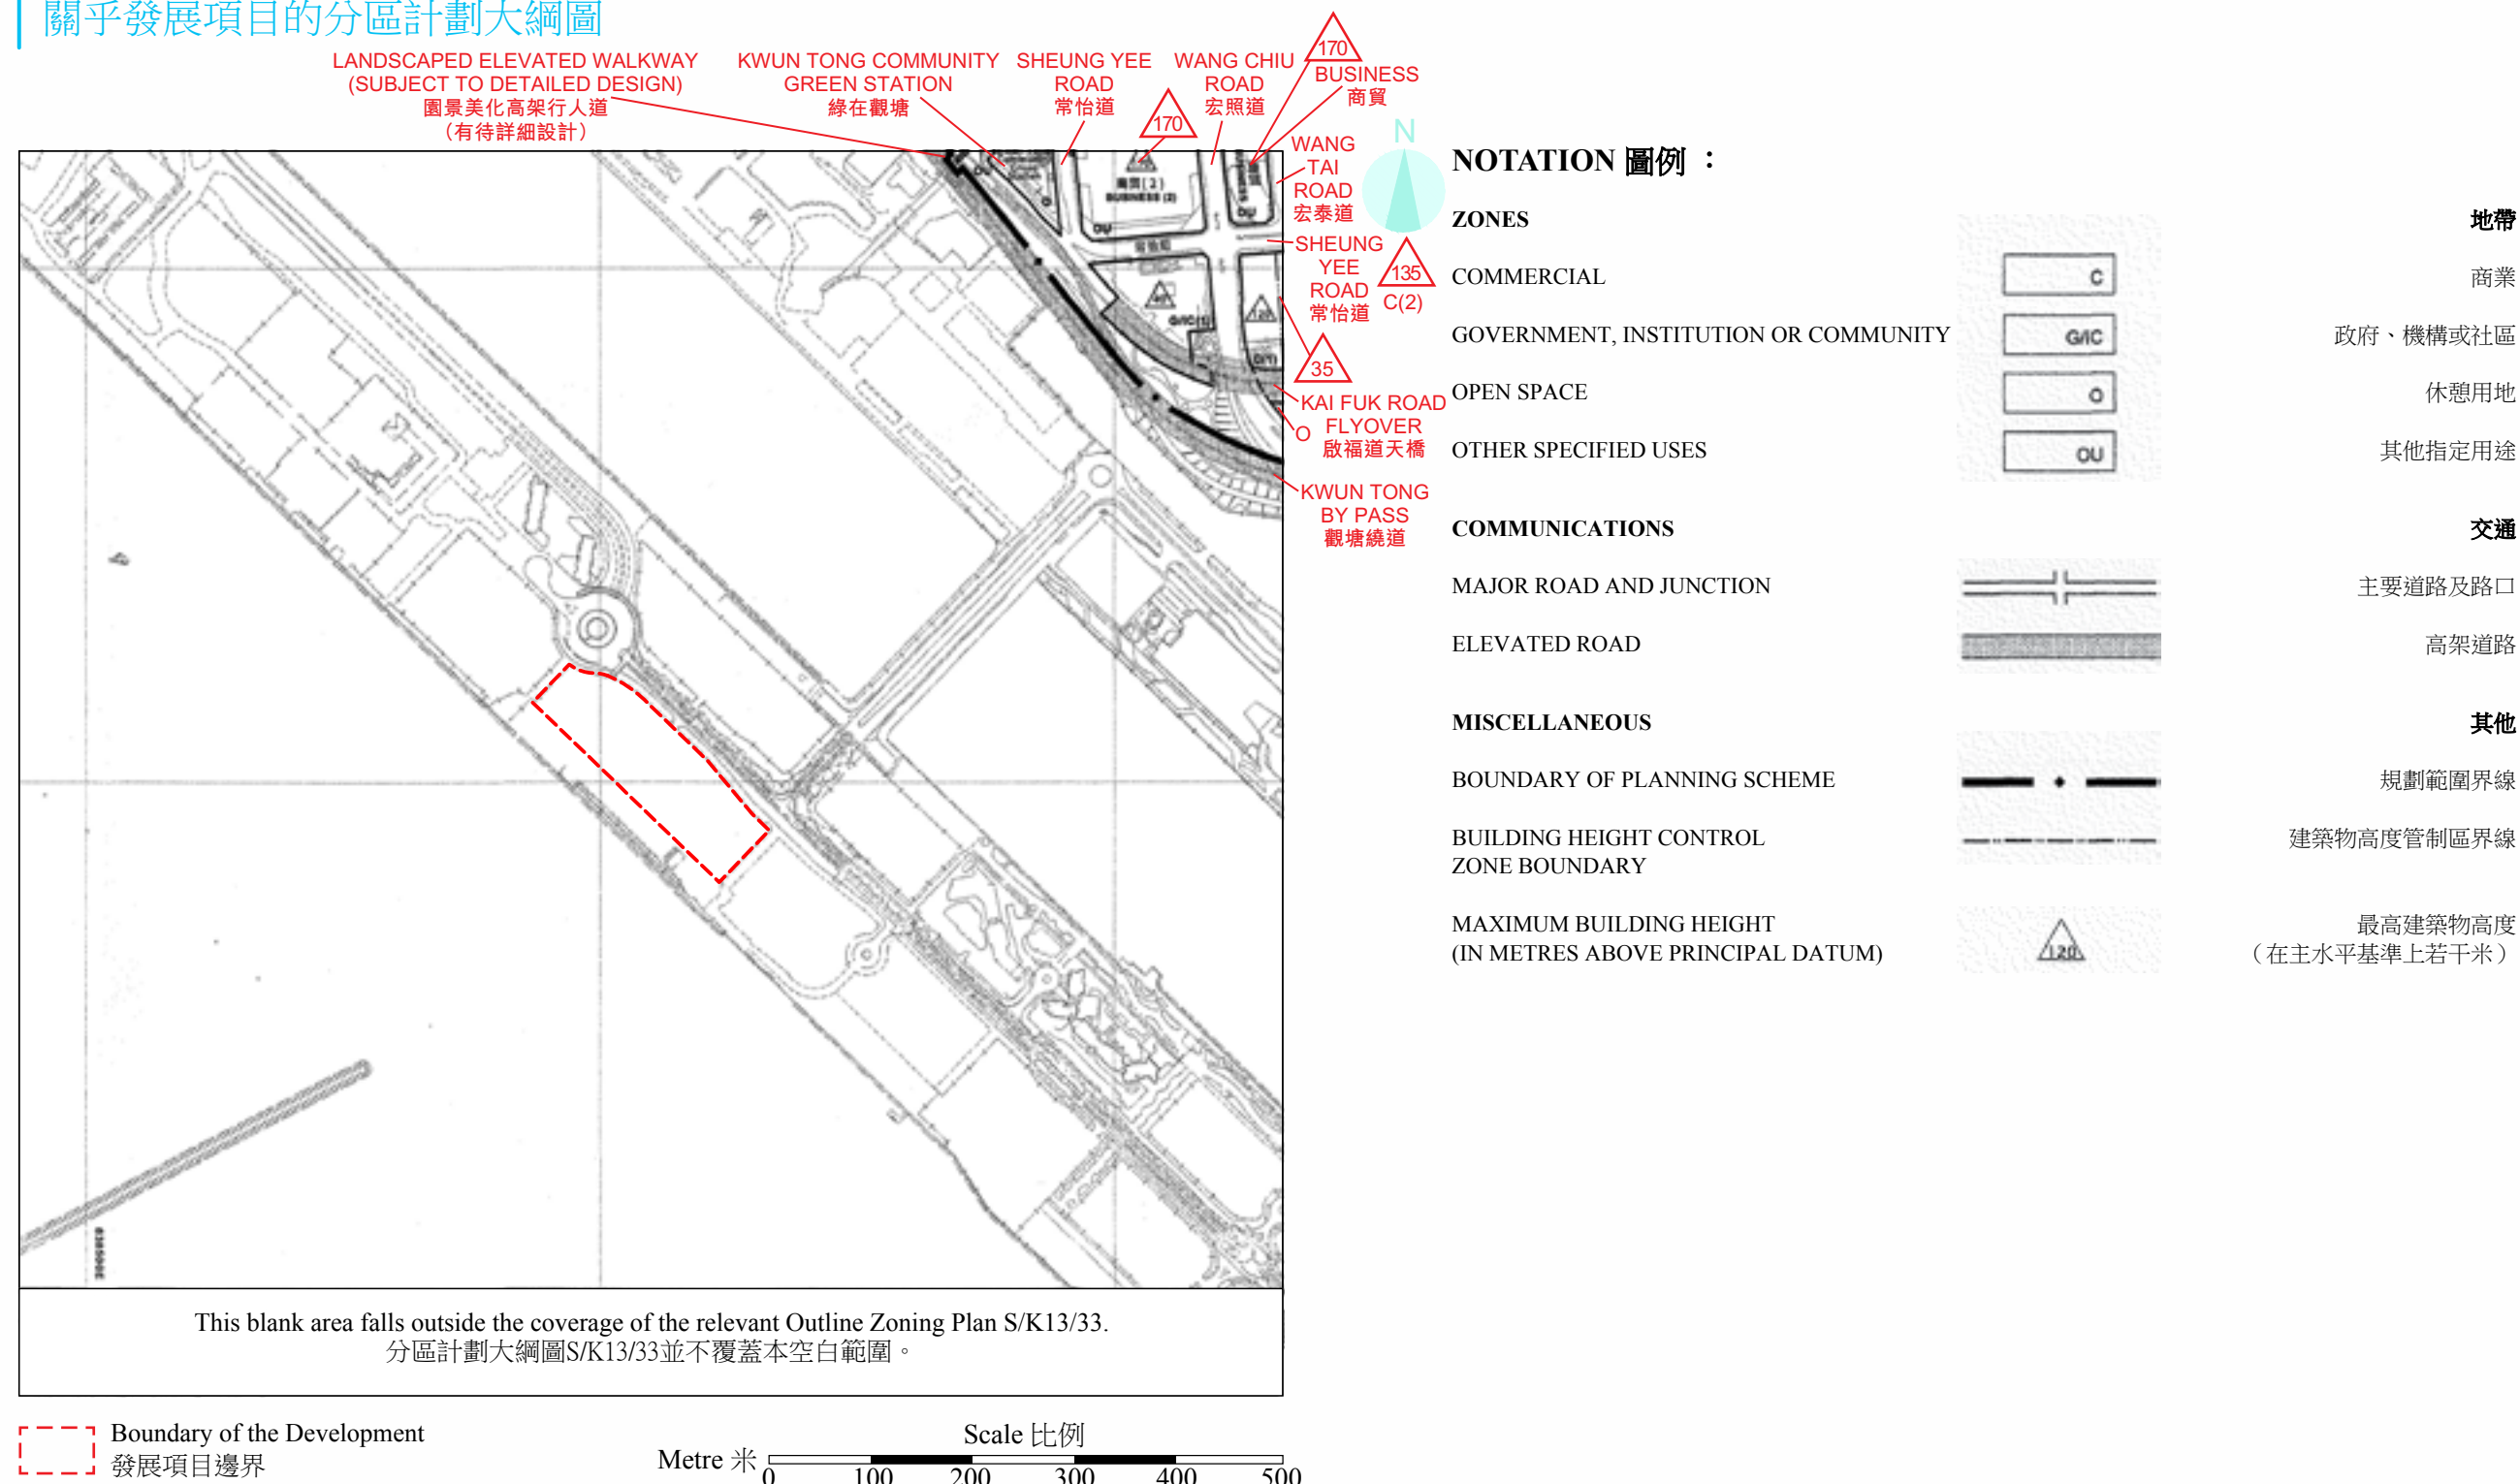 關乎發展項目的分區計劃大綱圖
LANDSCAPED ELEVATED WALKWAY
(SUBJECT TO DETAILED DESIGN)
園景美化高架行人道
（有待詳細設計）
KWUN TONG COMMUNITY
GREEN STATION
綠在觀塘
SHEUNG YEE
ROAD
常怡道
170
WANG CHIU
ROAD
宏照道
170
BUSINESS
商貿
WANG
TAI
ROAD
宏泰道
SHEUNG
YEE
ROAD
常怡道
135
C(2)
35
KAI FUK ROAD
FLYOVER
啟福道天橋
O
KWUN TONG
BY PASS
觀塘繞道
N
OU
O
商貿(2)
BUSINESS (2)
OU
OU
G/IC(1)
120
O(1)
This blank area falls outside the coverage of the relevant Outline Zoning Plan S/K13/33.
分區計劃大綱圖S/K13/33並不覆蓋本空白範圍。
Boundary of the Development
發展項目邊界
Scale 比例
Metre 米
0 100 200 300 400 500
NOTATION 圖例 ：
ZONES 地帶
COMMERCIAL C 商業
GOVERNMENT, INSTITUTION OR COMMUNITY G/IC 政府、機構或社區
OPEN SPACE O 休憩用地
OTHER SPECIFIED USES OU 其他指定用途
COMMUNICATIONS 交通
MAJOR ROAD AND JUNCTION 主要道路及路口
ELEVATED ROAD 高架道路
MISCELLANEOUS 其他
BOUNDARY OF PLANNING SCHEME 規劃範圍界線
BUILDING HEIGHT CONTROL 建築物高度管制區界線
ZONE BOUNDARY
MAXIMUM BUILDING HEIGHT 最高建築物高度
(IN METRES ABOVE PRINCIPAL DATUM) 120 （在主水平基準上若干米）